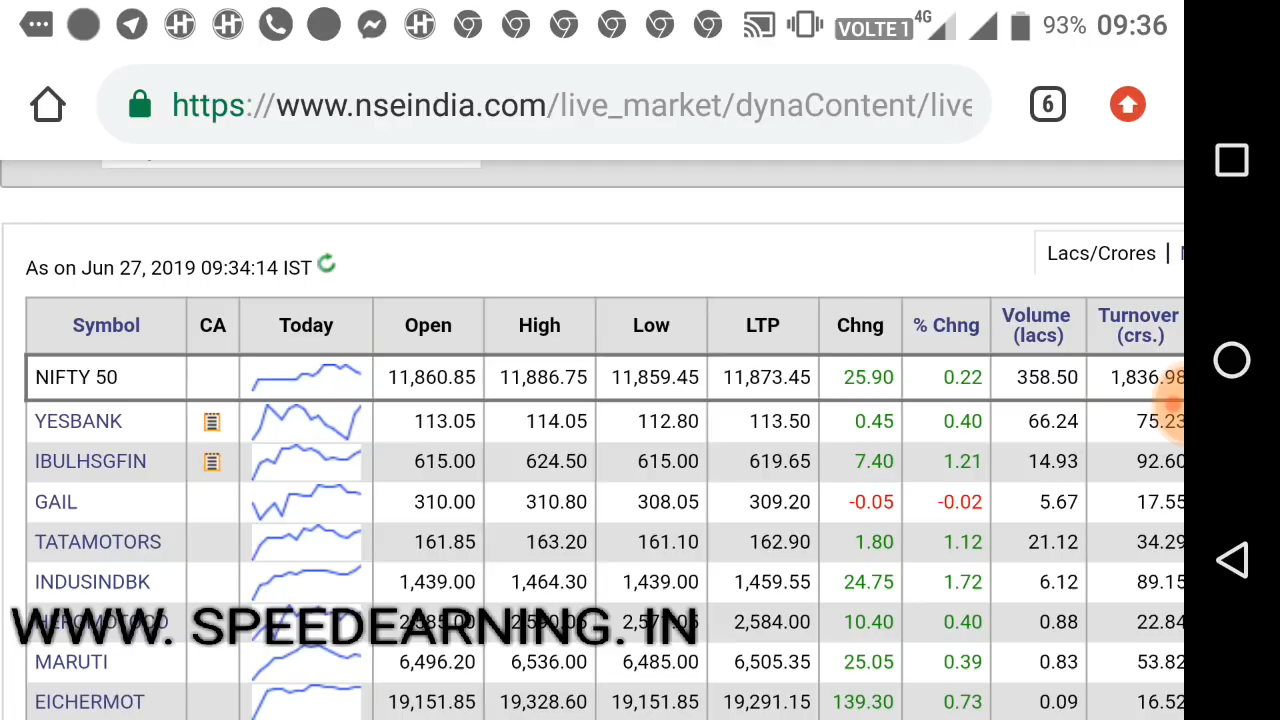 VOLTE 1 4G 93% 09:36
https://www.nseindia.com/live_market/dynaContent/live 6
As on Jun 27, 2019 09:34:14 IST
Lacs/Crores |
Symbol CA Today Open High Low LTP Chng % Chng Volume (lacs) Turnover (crs.)
NIFTY 50 11,860.85 11,886.75 11,859.45 11,873.45 25.90 0.22 358.50 1,836.98
YESBANK 113.05 114.05 112.80 113.50 0.45 0.40 66.24 75.23
IBULHSGFIN 615.00 624.50 615.00 619.65 7.40 1.21 14.93 92.60
GAIL 310.00 310.80 308.05 309.20 -0.05 -0.02 5.67 17.55
TATAMOTORS 161.85 163.20 161.10 162.90 1.80 1.12 21.12 34.29
INDUSINDBK 1,439.00 1,464.30 1,439.00 1,459.55 24.75 1.72 6.12 89.15
2,584.00 10.40 0.40 0.88 22.84
WWW. SPEEDEARNING. IN
MARUTI 6,496.20 6,536.00 6,485.00 6,505.35 25.05 0.39 0.83 53.82
EICHERMOT 19,151.85 19,328.60 19,151.85 19,291.15 139.30 0.73 0.09 16.52